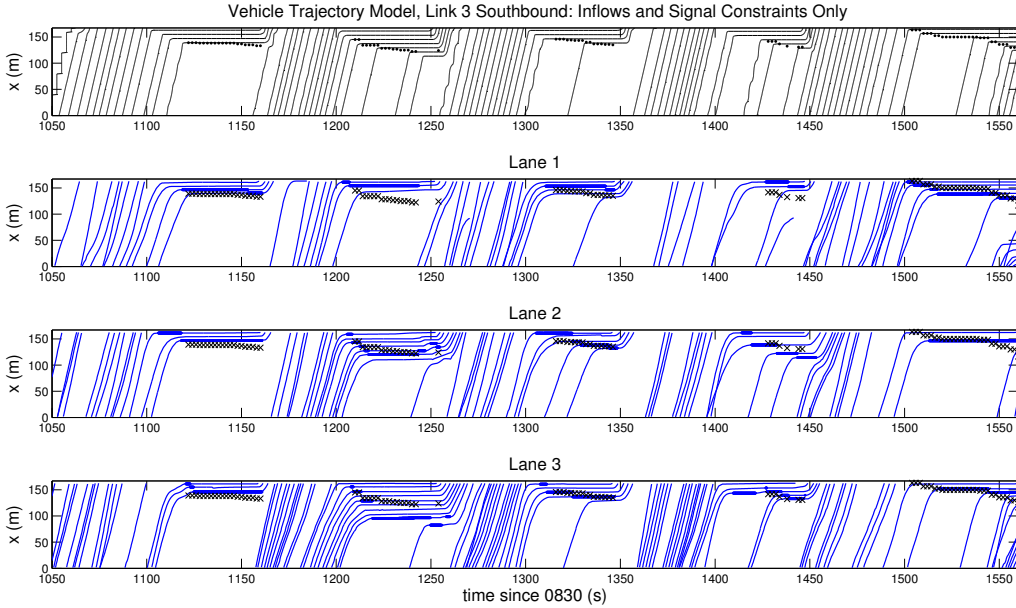 Vehicle Trajectory Model, Link 3 Southbound: Inflows and Signal Constraints Only
x (m)
150
100
50
0
1050 1100 1150 1200 1250 1300 1350 1400 1450 1500 1550
Lane 1
x (m)
150
100
50
0
1050 1100 1150 1200 1250 1300 1350 1400 1450 1500 1550
Lane 2
x (m)
150
100
50
0
1050 1100 1150 1200 1250 1300 1350 1400 1450 1500 1550
Lane 3
x (m)
150
100
50
0
1050 1100 1150 1200 1250 1300 1350 1400 1450 1500 1550
time since 0830 (s)